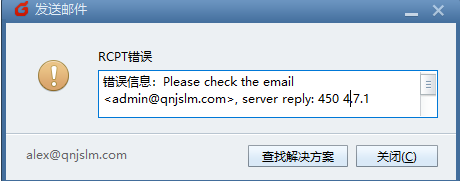 发送邮件
RCPT错误
错误信息：Please check the email
<admin@qnjslm.com>, server reply: 450 4.7.1
alex@qnjslm.com
查找解决方案
关闭(C)